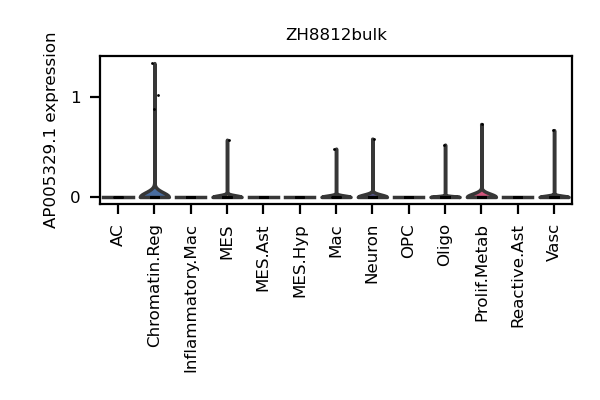 ZH8812bulk
AP005329.1 expression
1
0
AC
Chromatin.Reg
Inflammatory.Mac
MES
MES.Ast
MES.Hyp
Mac
Neuron
OPC
Oligo
Prolif.Metab
Reactive.Ast
Vasc